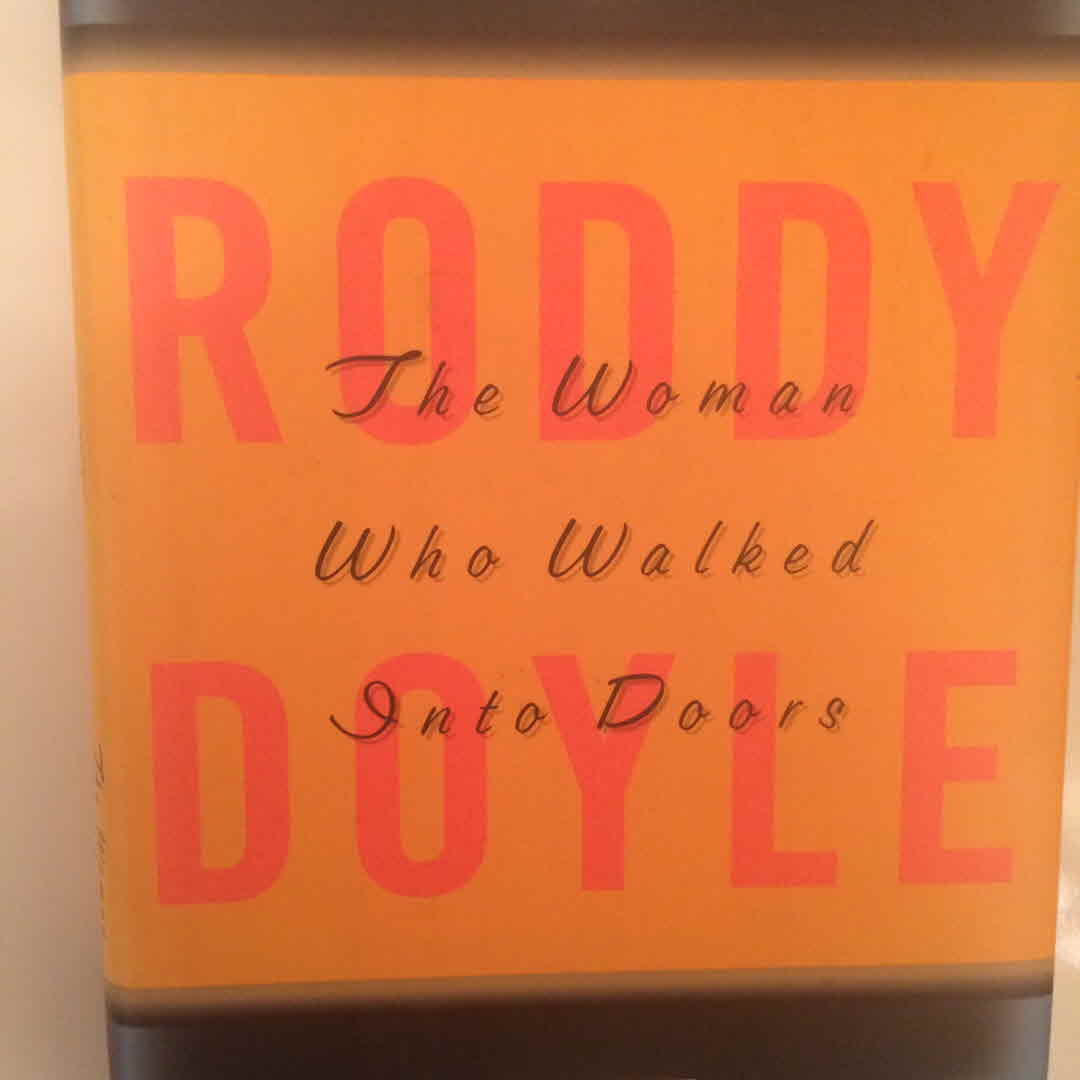 RODDY
The Woman
Who Walked
Into Doors
DOYLE